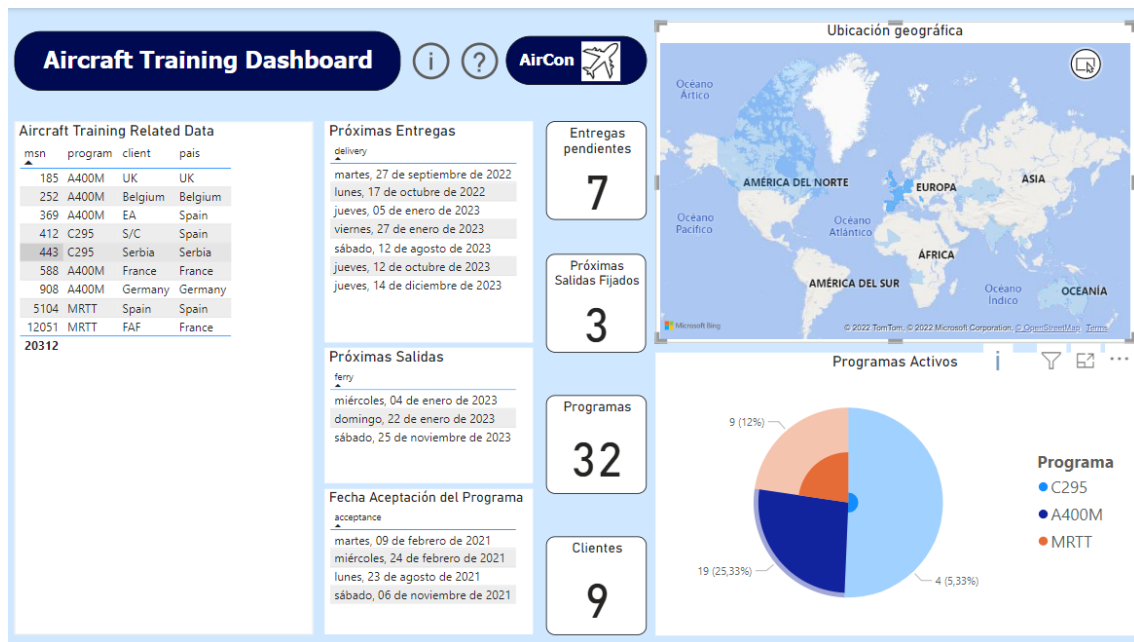 Aircraft Training Dashboard
i
?
AirCon
Aircraft Training Related Data
msn program client pais
185 A400M UK UK
252 A400M Belgium Belgium
369 A400M EA Spain
412 C295 S/C Spain
443 C295 Serbia Serbia
588 A400M France France
908 A400M Germany Germany
5104 MRTT Spain Spain
12051 MRTT FAF France
20312
Próximas Entregas
delivery
martes, 27 de septiembre de 2022
lunes, 17 de octubre de 2022
jueves, 05 de enero de 2023
viernes, 27 de enero de 2023
sábado, 12 de agosto de 2023
jueves, 12 de octubre de 2023
jueves, 14 de diciembre de 2023
Próximas Salidas
ferry
miércoles, 04 de enero de 2023
domingo, 22 de enero de 2023
sábado, 25 de noviembre de 2023
Fecha Aceptación del Programa
acceptance
martes, 09 de febrero de 2021
miércoles, 24 de febrero de 2021
lunes, 23 de agosto de 2021
sábado, 06 de noviembre de 2021
Entregas
pendientes
7
Próximas
Salidas Fijados
3
Programas
32
Clientes
9
Ubicación geográfica
Océano
Ártico
AMÉRICA DEL NORTE
EUROPA
ASIA
Océano
Pacífico
Océano
Atlántico
ÁFRICA
AMÉRICA DEL SUR
Océano
Índico
OCEANÍA
Microsoft Bing
© 2022 TomTom, © 2022 Microsoft Corporation, © OpenStreetMap Terms
Programas Activos
i
9 (12%)
19 (25,33%)
4 (5,33%)
Programa
C295
A400M
MRTT